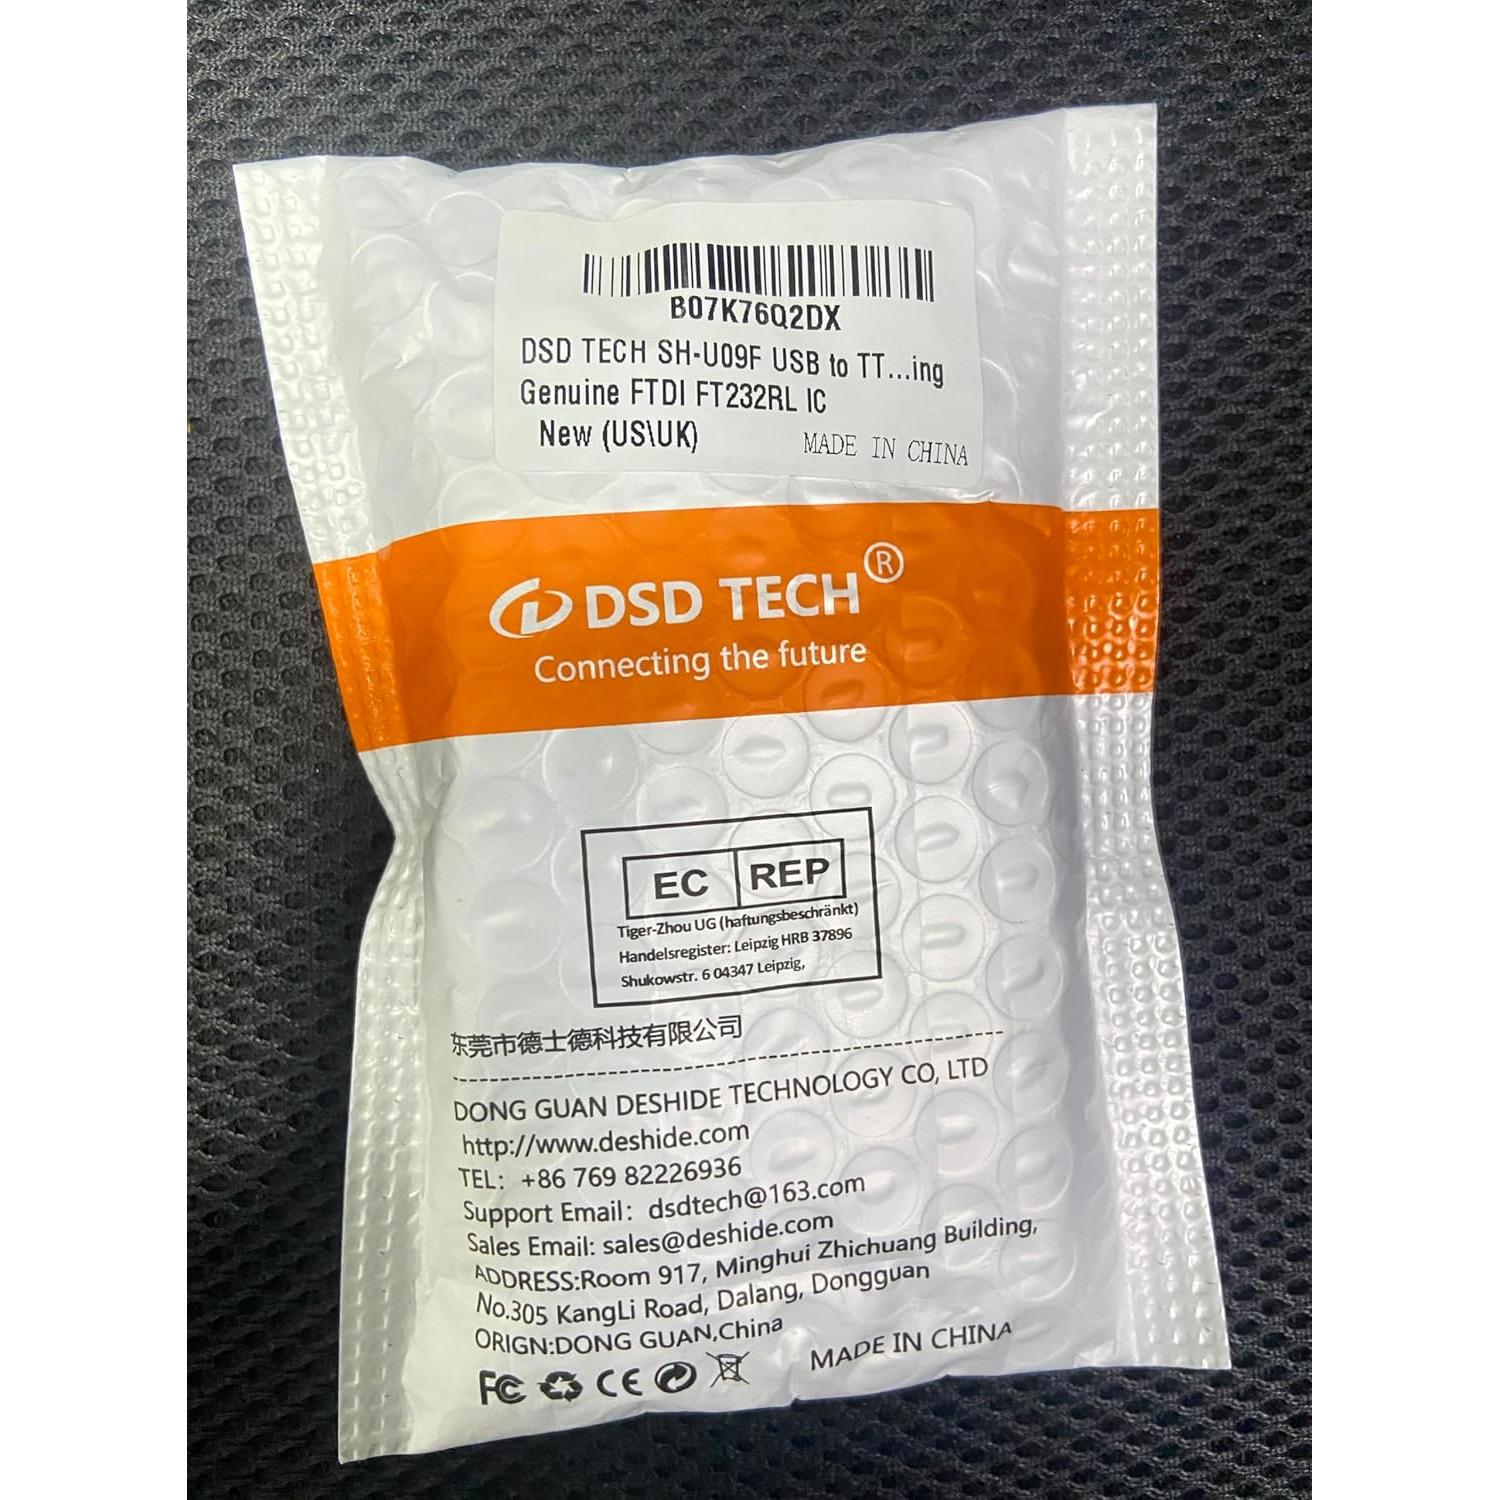 B07K76Q2DX
DSD TECH SH-U09F USB to TT...ing
Genuine FTDI FT232RL IC
New (US\UK)
MADE IN CHINA
DSD TECH®
Connecting the future
EC REP
Tiger-Zhou UG (haftungsbeschränkt)
Handelsregister: Leipzig HRB 37896
Shukowstr. 6 04347 Leipzig,
东莞市德士德科技有限公司
DONG GUAN DESHIDE TECHNOLOGY CO, LTD
http://www.deshide.com
TEL: +86 769 82226936
Support Email: dsdtech@163.com
Sales Email: sales@deshide.com
ADDRESS:Room 917, Minghui Zhichuang Building,
No.305 KangLi Road, Dalang, Dongguan
ORIGN:DONG GUAN,China
FC CE
MADE IN CHINA